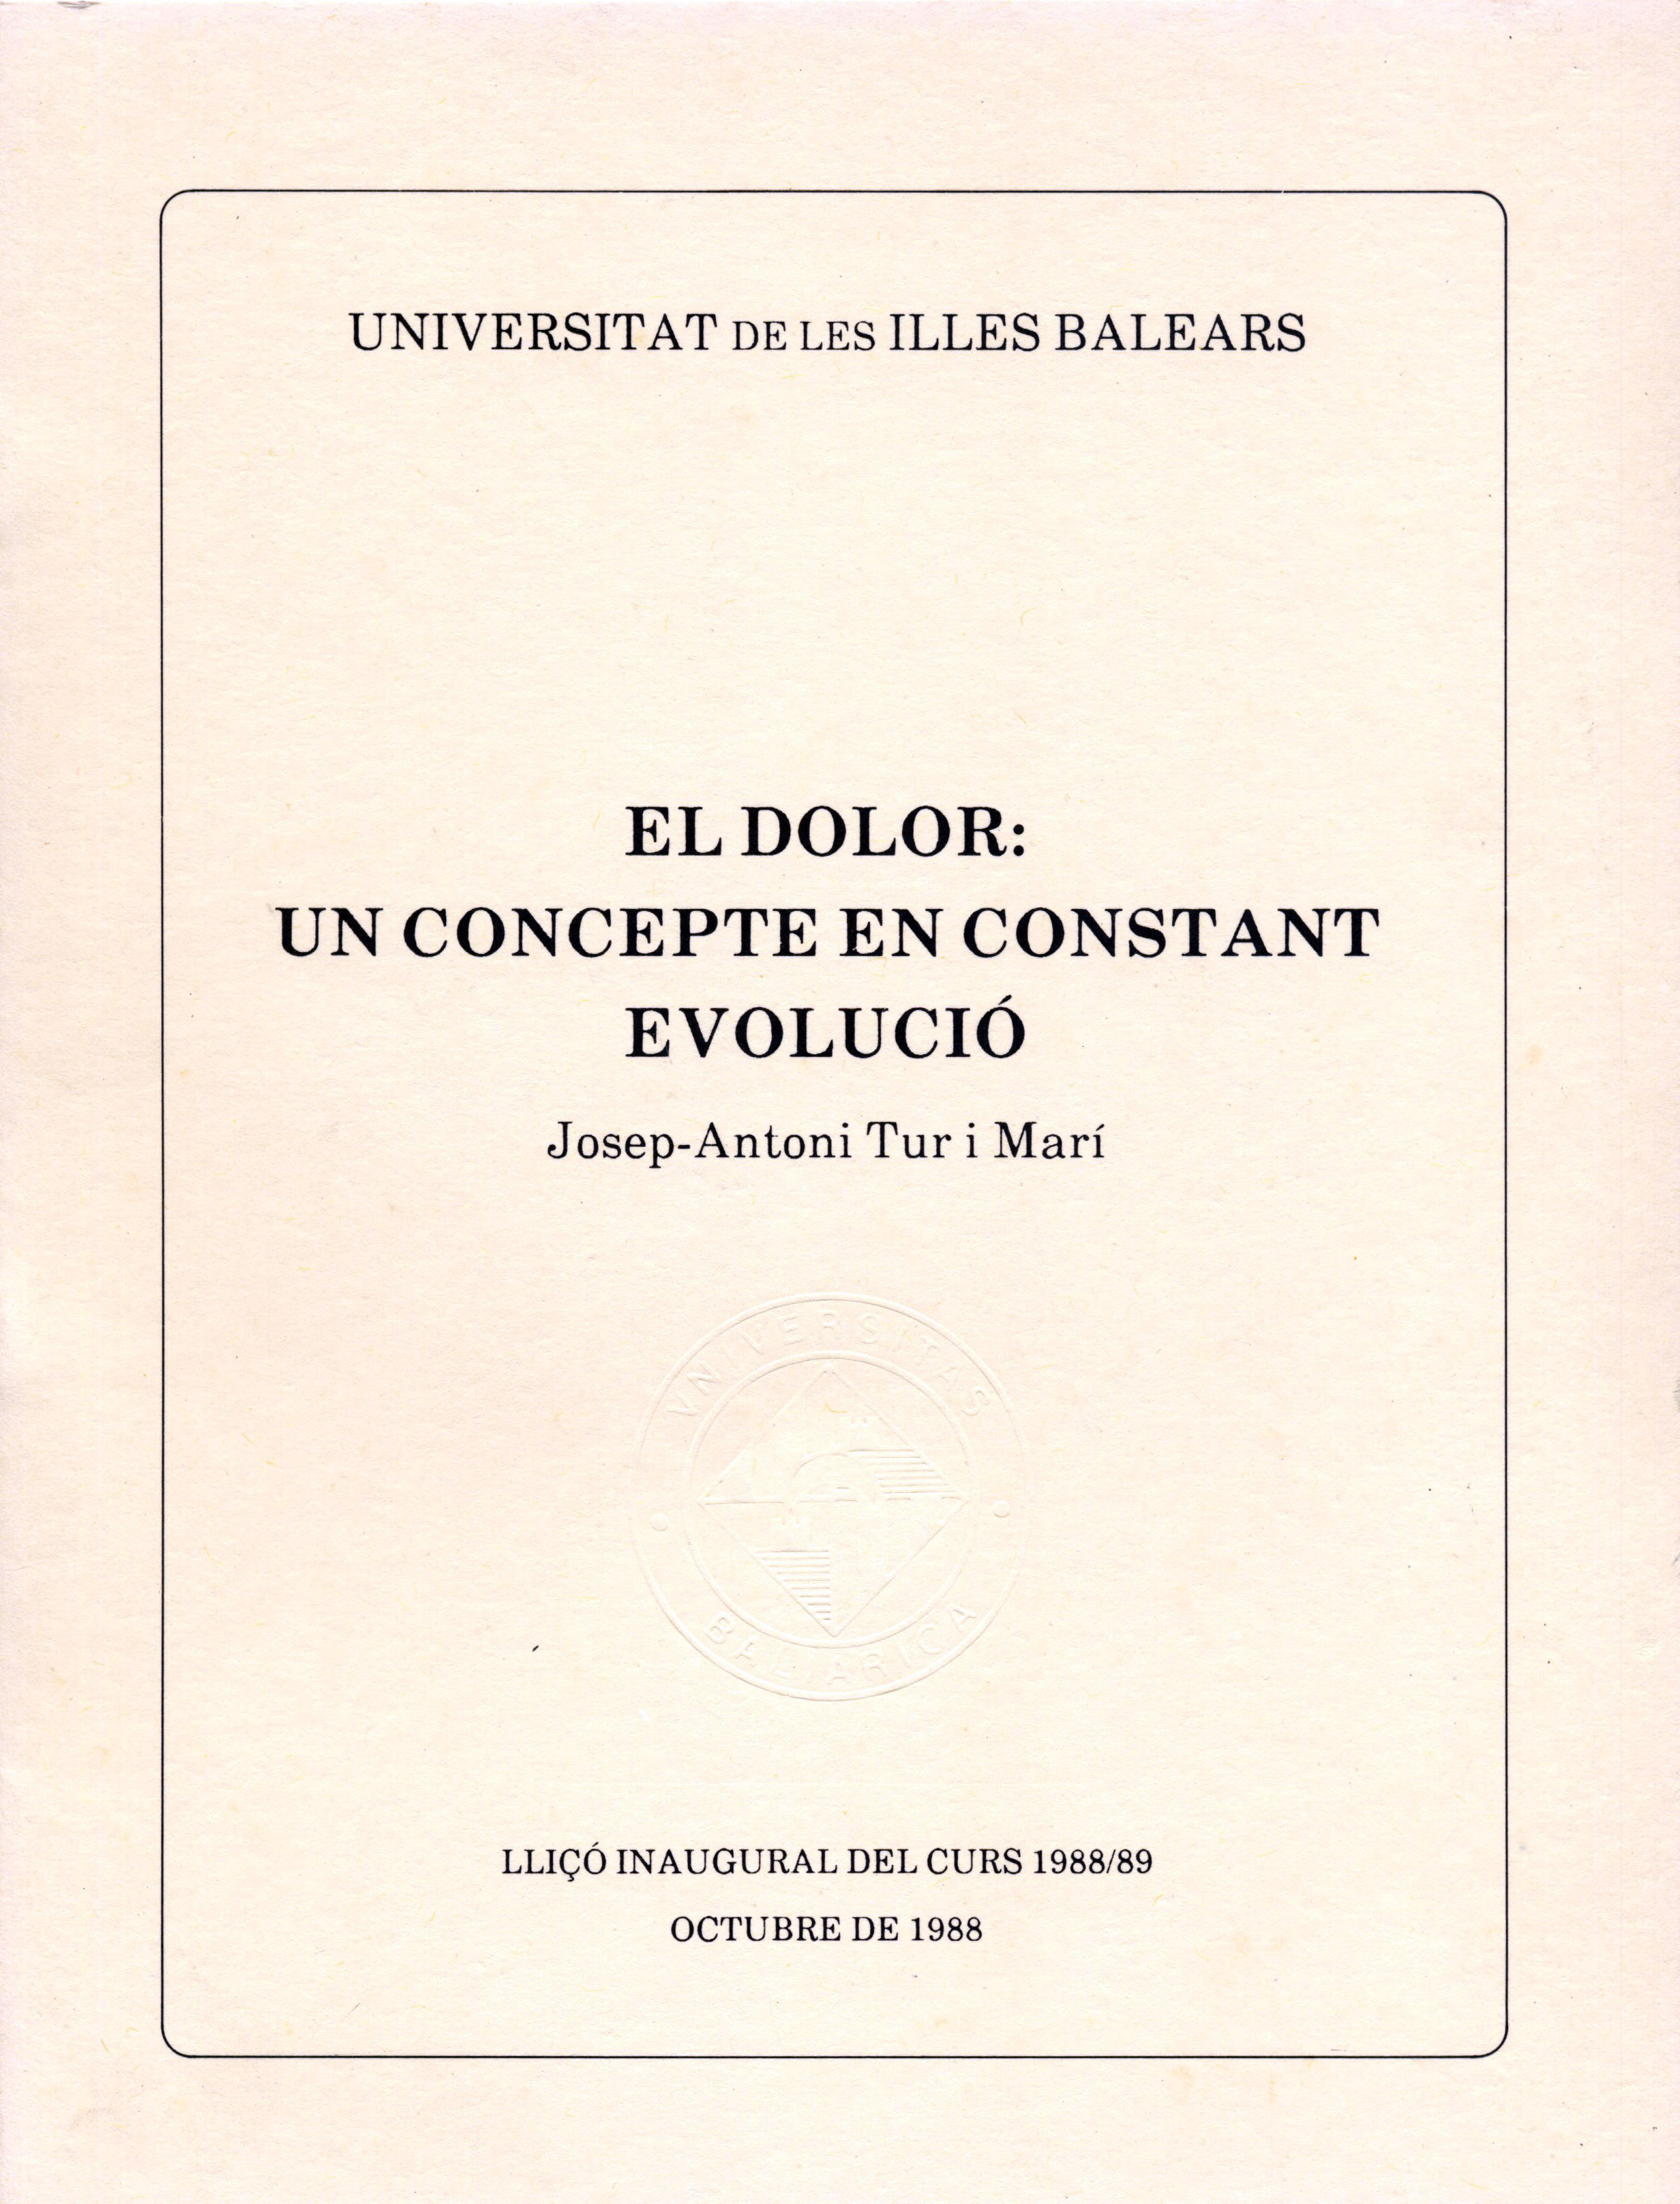 UNIVERSITAT DE LES ILLES BALEARS
EL DOLOR:
UN CONCEPTE EN CONSTANT
EVOLUCIÓ
Josep-Antoni Tur i Marí
VNIVERSITAS
BALIARICA
LLIÇÓ INAUGURAL DEL CURS 1988/89
OCTUBRE DE 1988